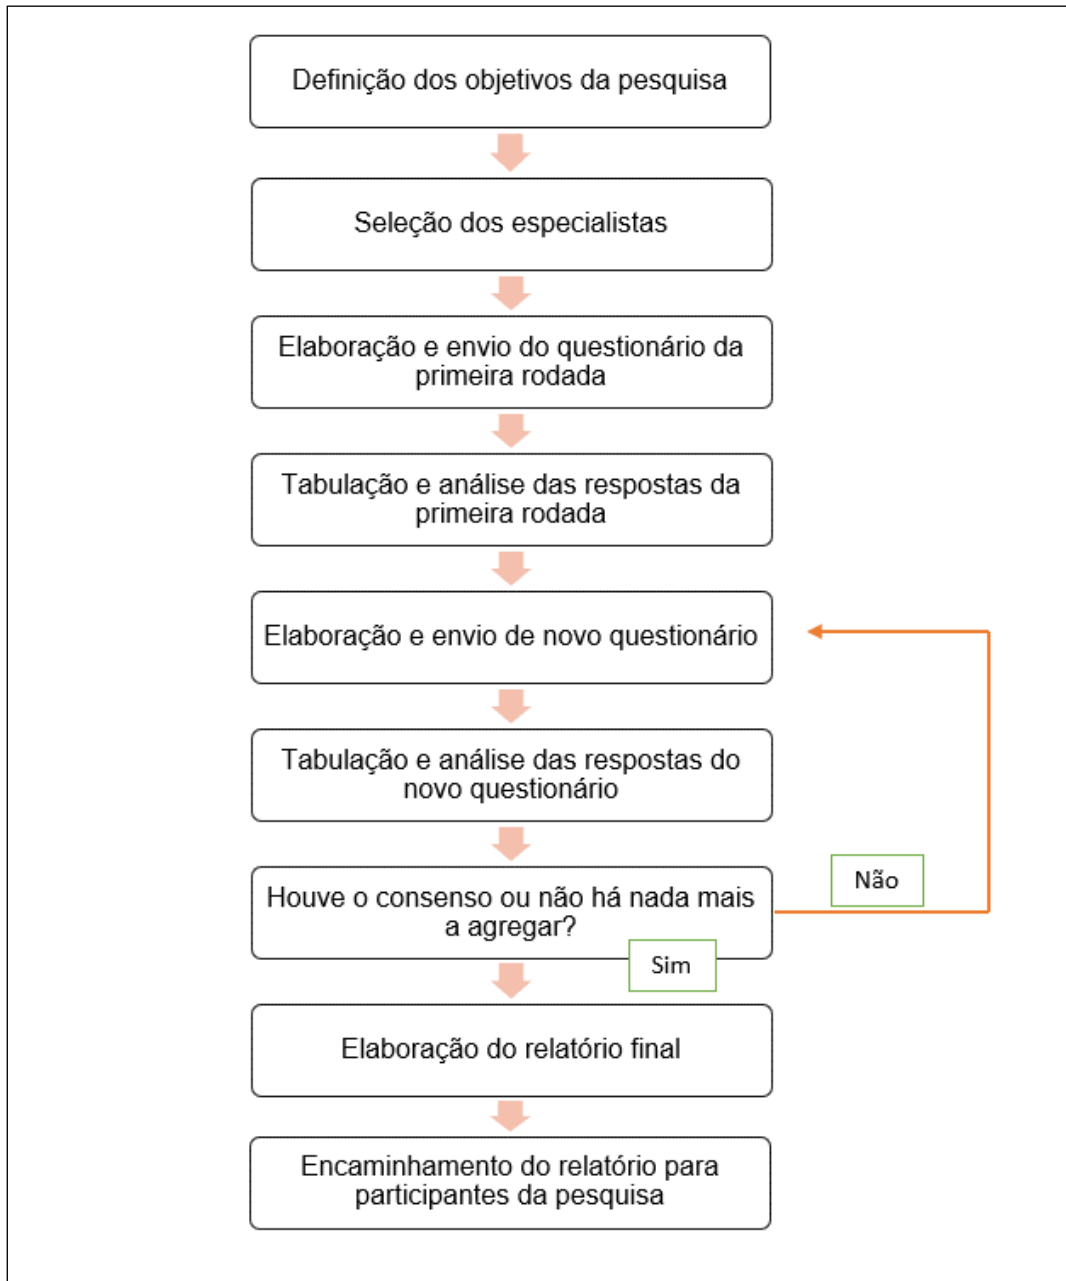 Definição dos objetivos da pesquisa
Seleção dos especialistas
Elaboração e envio do questionário da
primeira rodada
Tabulação e análise das respostas da
primeira rodada
Elaboração e envio de novo questionário
Tabulação e análise das respostas do
novo questionário
Houve o consenso ou não há nada mais
a agregar?
Não
Sim
Elaboração do relatório final
Encaminhamento do relatório para
participantes da pesquisa